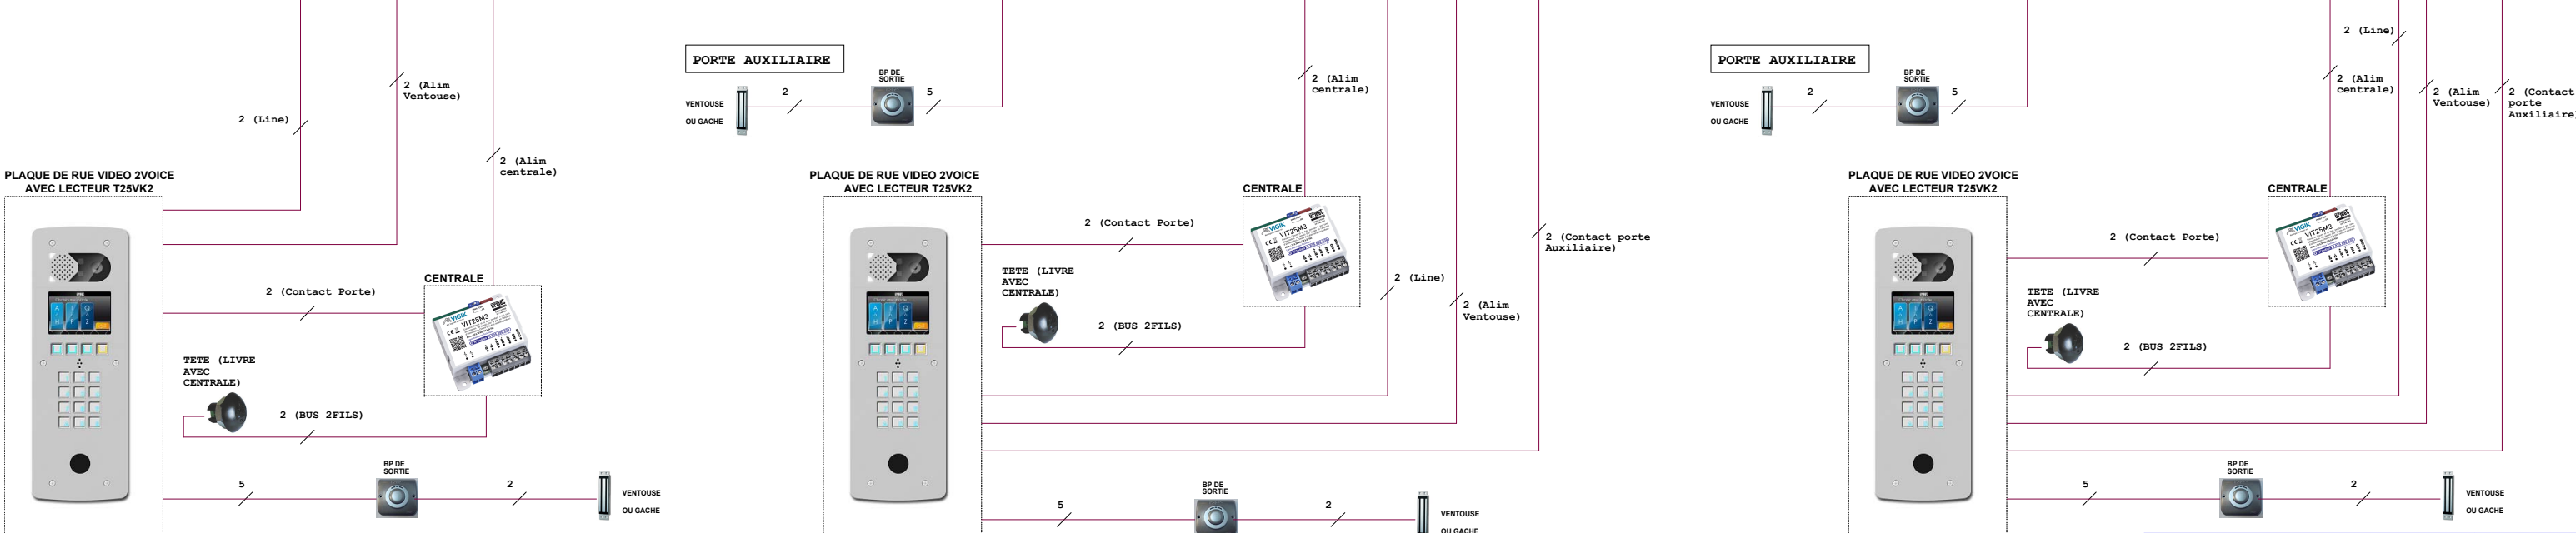 2 (Line)
2 (Alim
Ventouse)
2 (Alim
centrale)
PLAQUE DE RUE VIDEO 2VOICE
AVEC LECTEUR T25VK2
CENTRALE
VIGIK
VIT25M3
2 (Contact Porte)
TETE (LIVRE
AVEC
CENTRALE)
2 (BUS 2FILS)
5
BP DE
SORTIE
2
VENTOUSE
OU GACHE
PORTE AUXILIAIRE
VENTOUSE
OU GACHE
2
BP DE
SORTIE
5
2 (Alim
centrale)
PLAQUE DE RUE VIDEO 2VOICE
AVEC LECTEUR T25VK2
CENTRALE
VIGIK
VIT25M3
2 (Contact Porte)
2 (Contact porte
Auxiliaire)
TETE (LIVRE
AVEC
CENTRALE)
2 (Line)
2 (Alim
Ventouse)
2 (BUS 2FILS)
5
BP DE
SORTIE
2
VENTOUSE
OU GACHE
PORTE AUXILIAIRE
VENTOUSE
OU GACHE
2
BP DE
SORTIE
5
2 (Line)
2 (Alim
centrale)
2 (Alim
Ventouse)
2 (Contact
porte
Auxiliaire)
PLAQUE DE RUE VIDEO 2VOICE
AVEC LECTEUR T25VK2
CENTRALE
VIGIK
VIT25M3
2 (Contact Porte)
TETE (LIVRE
AVEC
CENTRALE)
2 (BUS 2FILS)
5
BP DE
SORTIE
2
VENTOUSE
OU GACHE